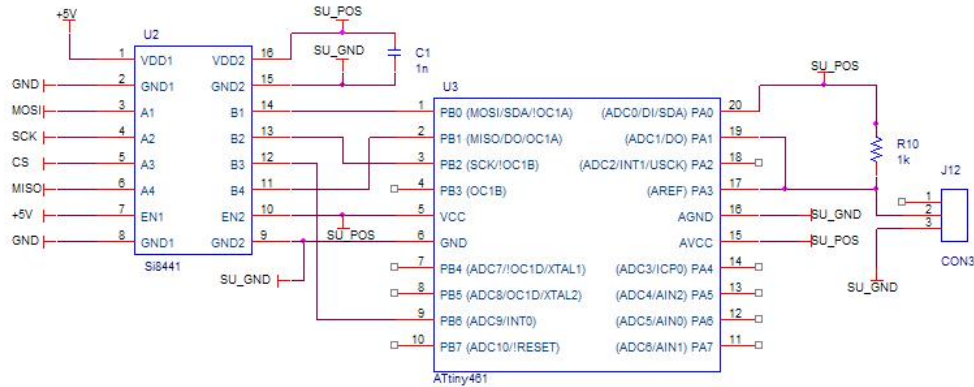 +5V
U2
SU_POS
SU_GND
C1
1n
1 VDD1 VDD2 16
GND 2 GND1 GND2 15
MOSI 3 A1 B1 14
SCK 4 A2 B2 13
CS 5 A3 B3 12
MISO 6 A4 B4 11
+5V 7 EN1 EN2 10
GND 8 GND1 GND2 9
Si8441
SU_POS
SU_GND
U3
1 PB0 (MOSI/SDA/!OC1A) (ADC0/DI/SDA) PA0 20
2 PB1 (MISO/DO/OC1A) (ADC1/DO) PA1 19
3 PB2 (SCK/!OC1B) (ADC2/INT1/USCK) PA2 18
4 PB3 (OC1B) (AREF) PA3 17
5 VCC AGND 16 SU_GND
6 GND AVCC 15 SU_POS
7 PB4 (ADC7/!OC1D/XTAL1) (ADC3/ICP0) PA4 14
8 PB5 (ADC8/OC1D/XTAL2) (ADC4/AIN2) PA5 13
9 PB6 (ADC9/INT0) (ADC5/AIN0) PA6 12
10 PB7 (ADC10/!RESET) (ADC6/AIN1) PA7 11
ATtiny461
SU_POS
R10
1k
J12
1
2
3
CON3
SU_GND